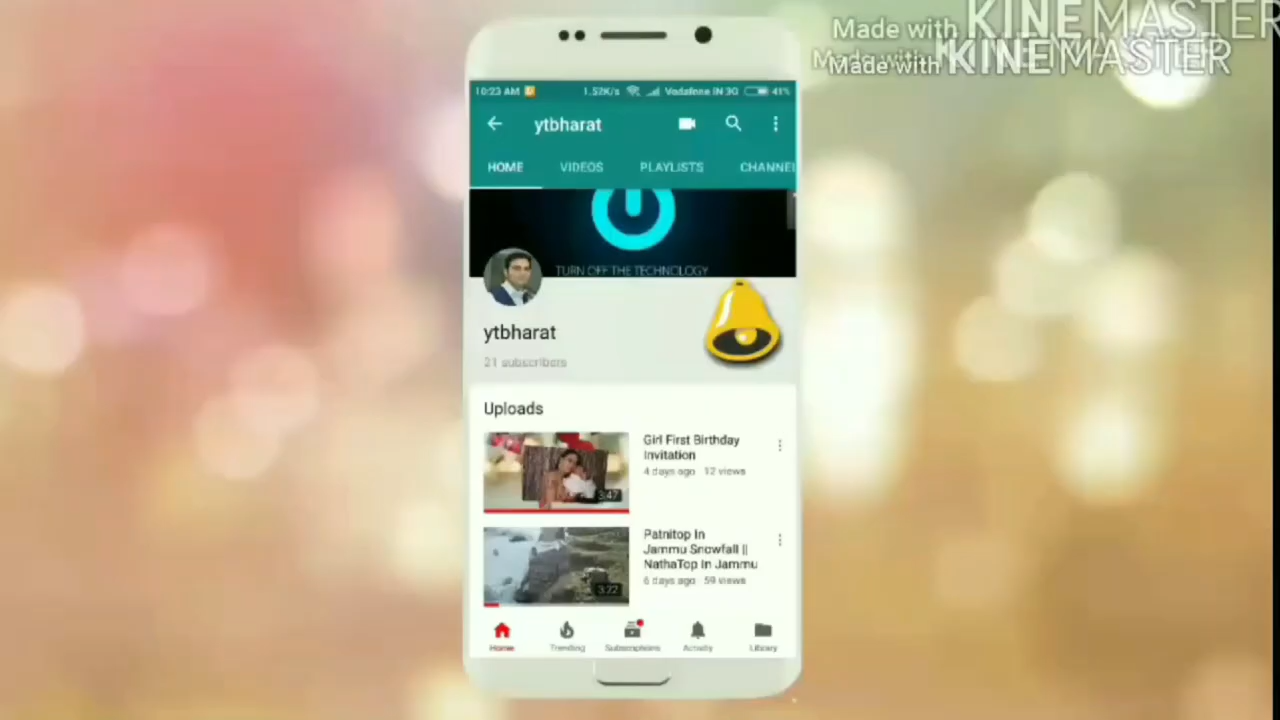 Made with KINEMASTER
Made with KINEMASTER
10:23 AM 1.52K/s Vodafone IN 3G 41%
ytbharat
HOME VIDEOS PLAYLISTS CHANNEL
TURN OFF THE TECHNOLOGY
ytbharat
21 subscribers
Uploads
Girl First Birthday
Invitation
4 days ago 12 views
3:47
Patnitop In
Jammu Snowfall ||
NathaTop In Jammu
6 days ago 59 views
3:22
Home Trending Subscriptions Activity Library